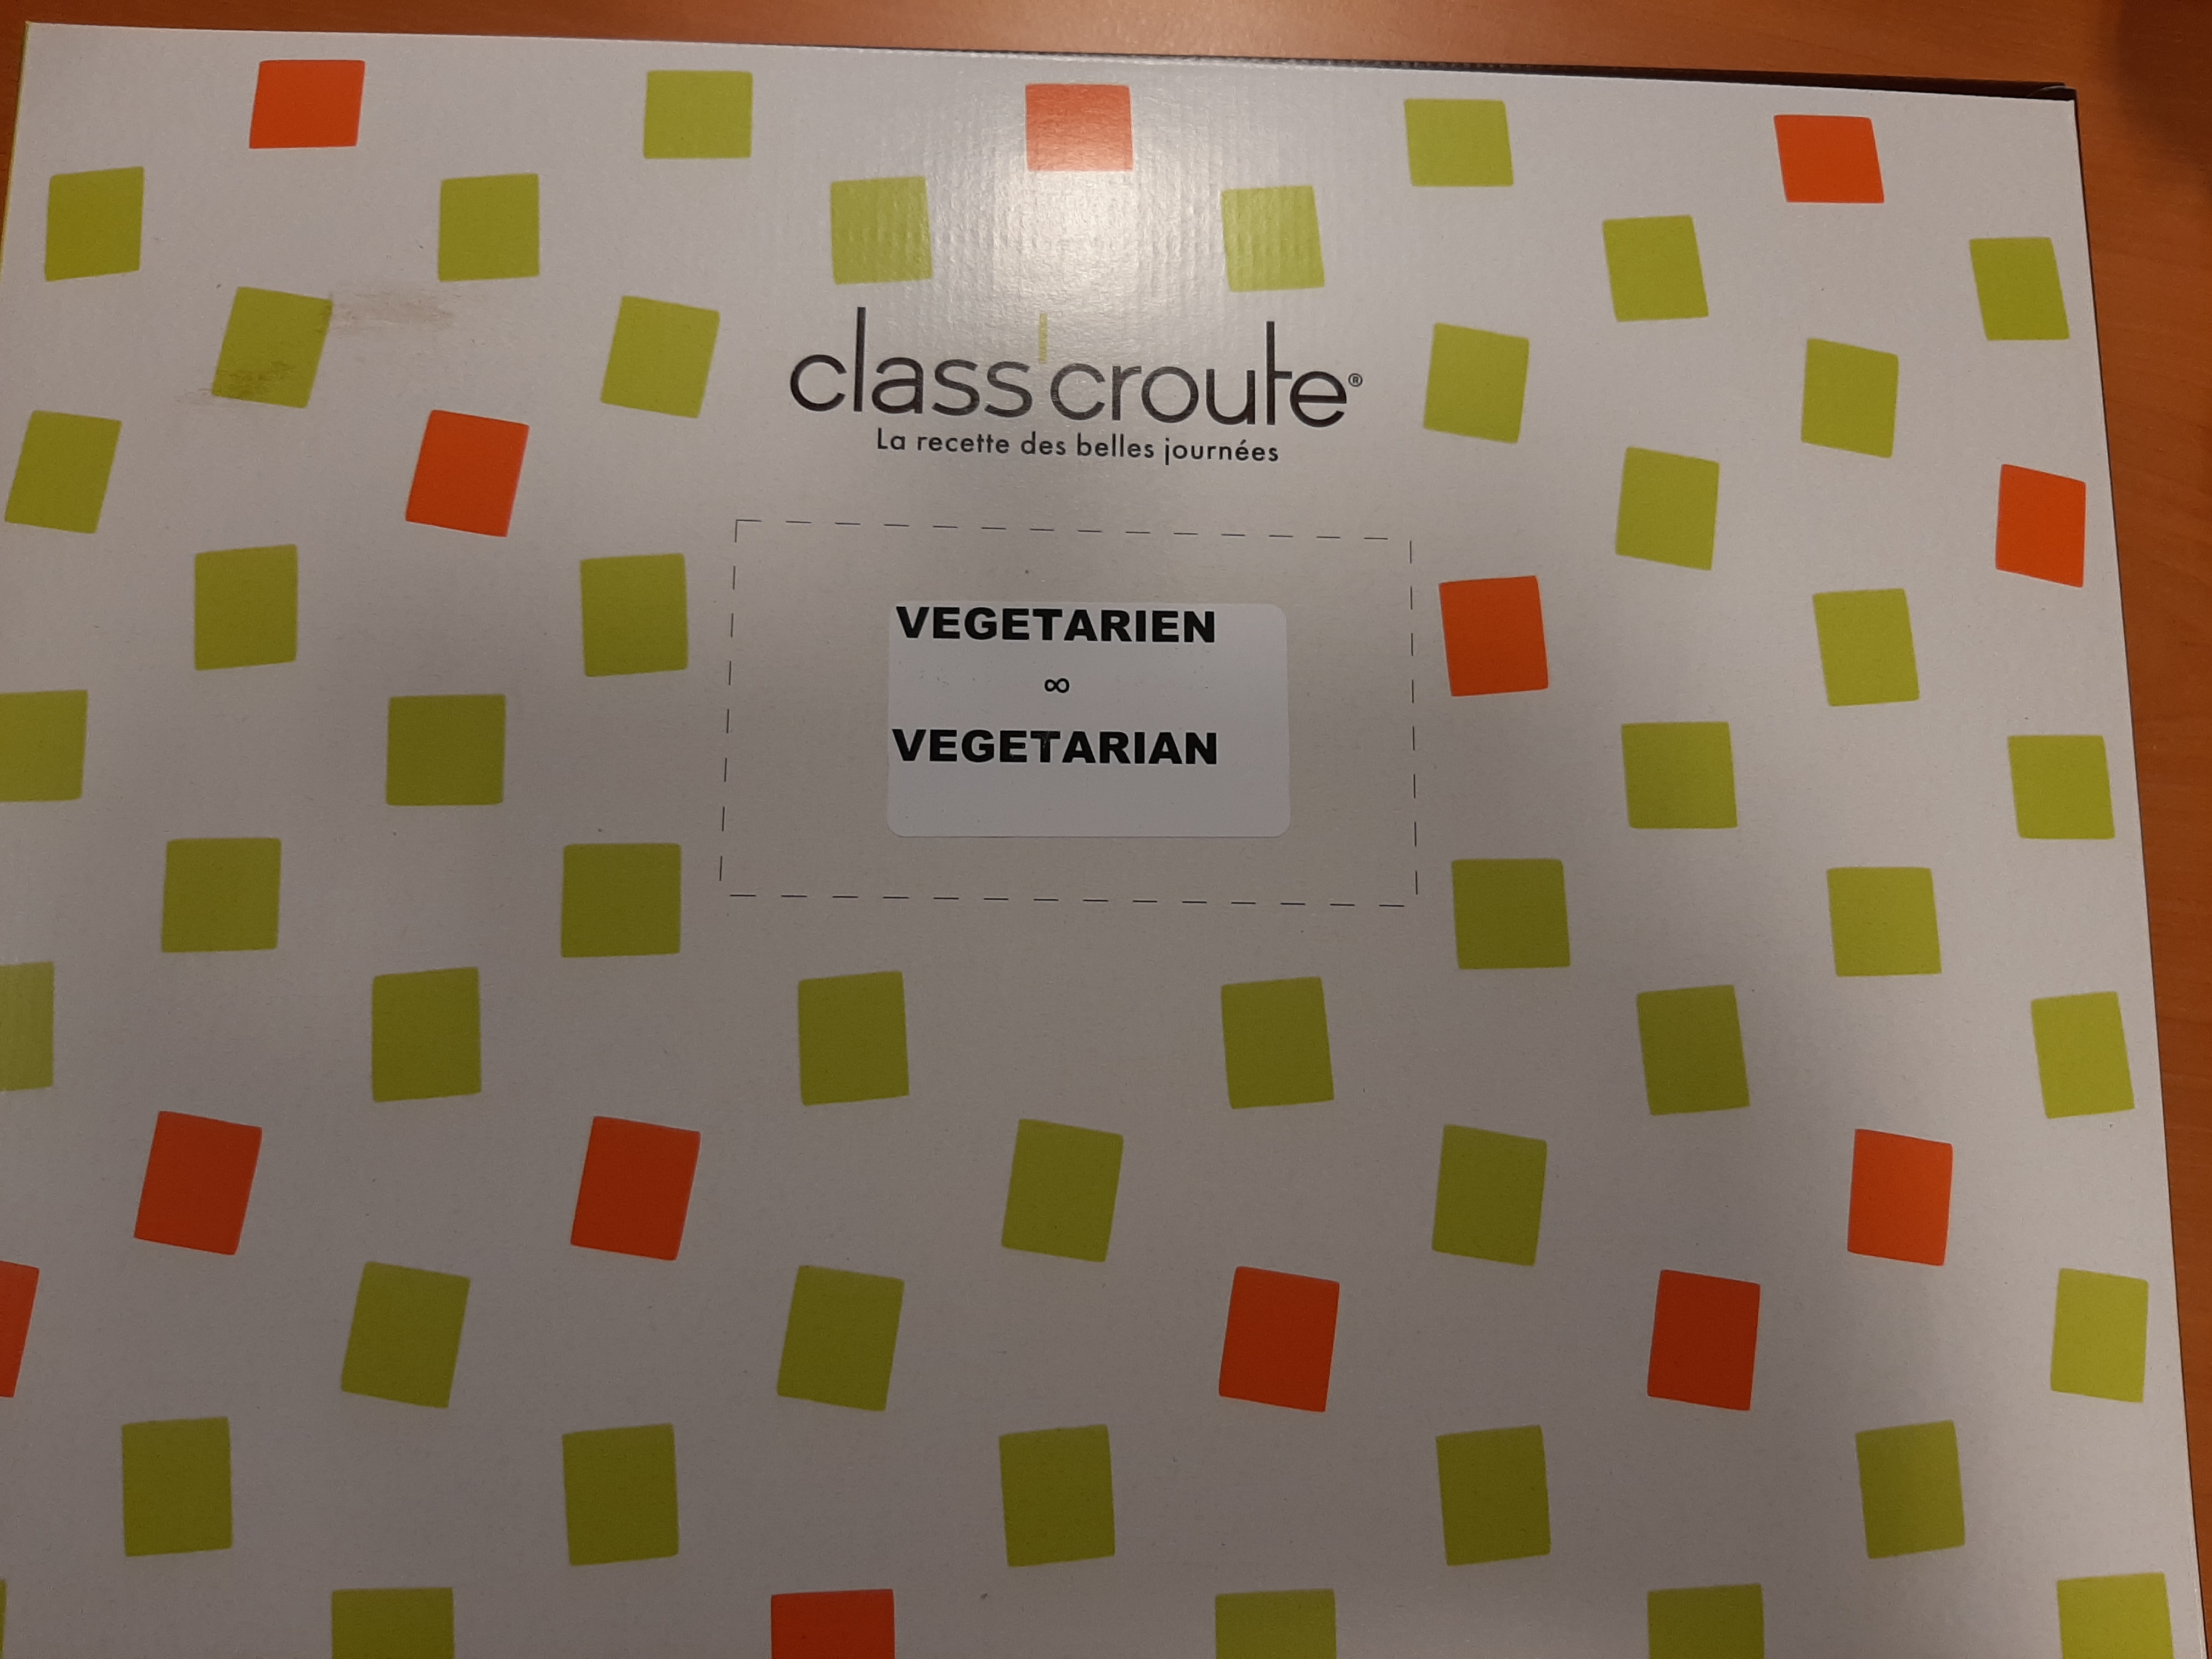 class'croute®
La recette des belles journées
VEGETARIEN
∞
VEGETARIAN